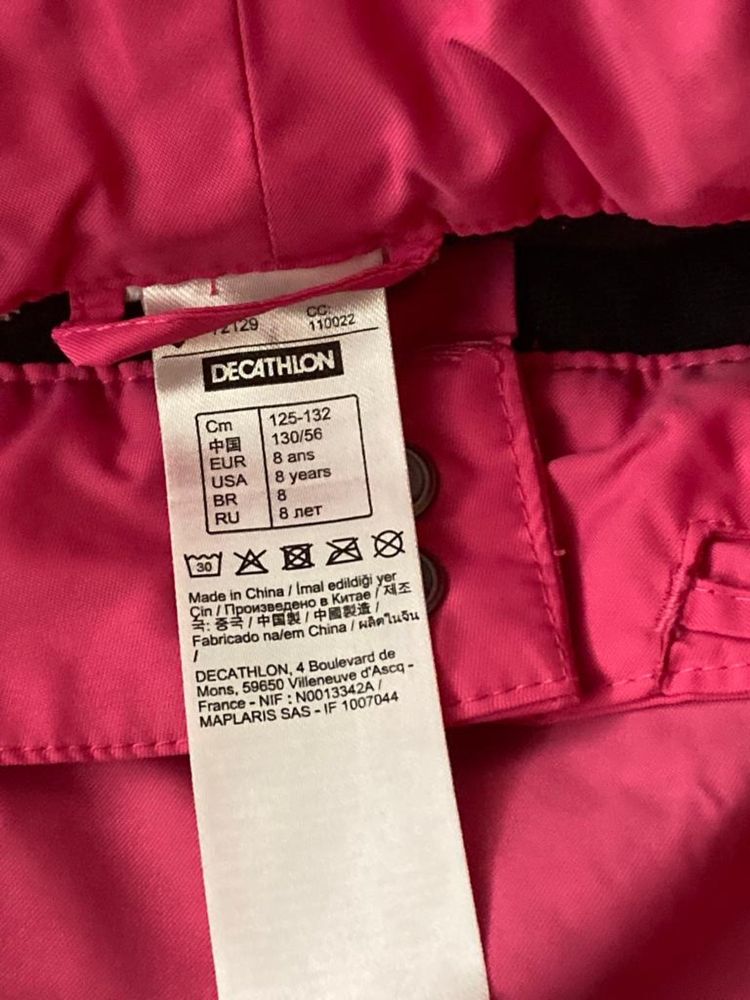 2129 CC:
110022
DECATHLON
Cm 125-132
中国 130/56
EUR 8 ans
USA 8 years
BR 8
RU 8 лет
30
Made in China / İmal edildiği yer
Çin / Произведено в Китае / 제조
국: 중국 / 中国製 / 中國製造 /
Fabricado na/em China / ผลิตในจีน
/
DECATHLON, 4 Boulevard de
Mons, 59650 Villeneuve d'Ascq -
France - NIF : N0013342A /
MAPLARIS SAS - IF 1007044